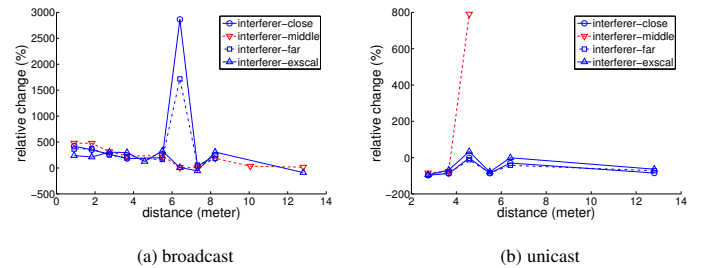 3000
2500
2000
1500
1000
500
0
−500
relative change (%)
0 2 4 6 8 10 12 14
distance (meter)
interferer−close
interferer−middle
interferer−far
interferer−exscal
(a) broadcast
800
600
400
200
0
−200
relative change (%)
2 4 6 8 10 12 14
distance (meter)
interferer−close
interferer−middle
interferer−far
interferer−exscal
(b) unicast